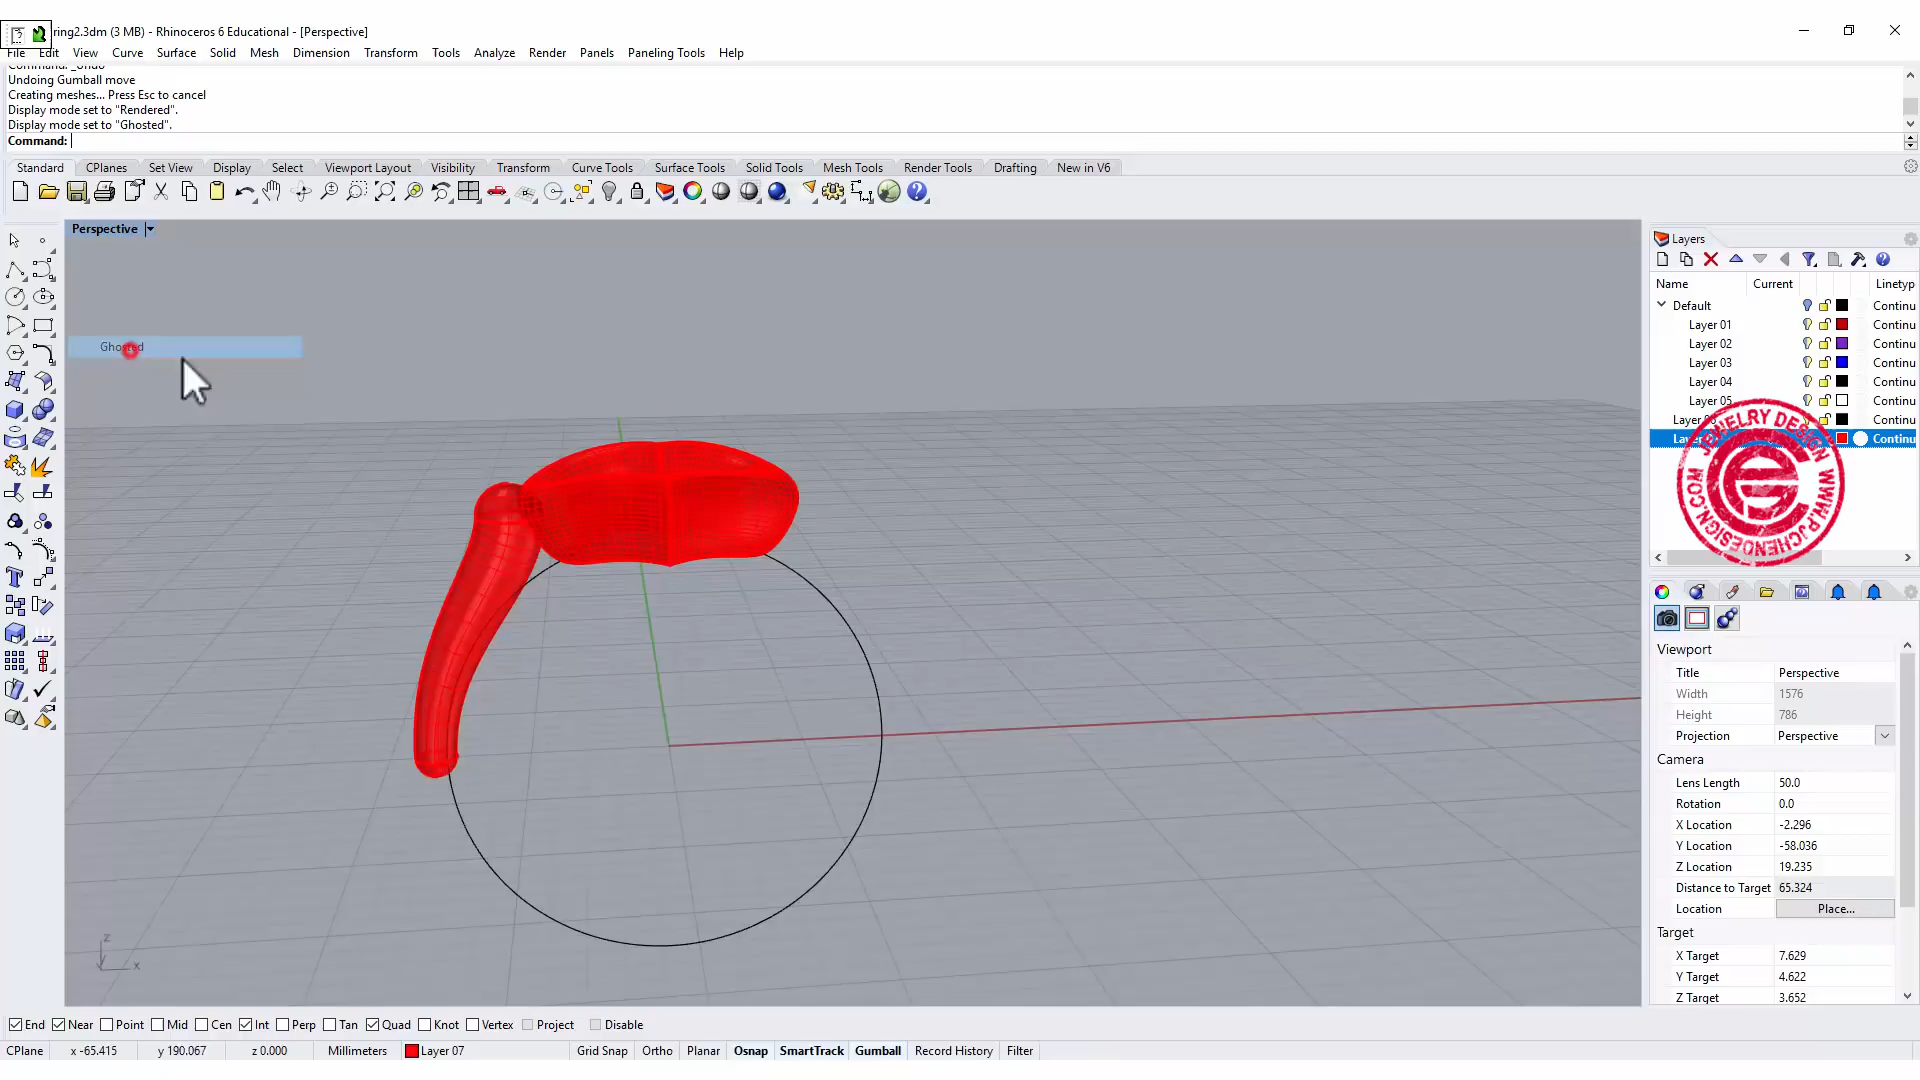 ring2.3dm (3 MB) - Rhinoceros 6 Educational - [Perspective]
File Edit View Curve Surface Solid Mesh Dimension Transform Tools Analyze Render Panels Paneling Tools Help
Command: _Undo
Undoing Gumball move
Creating meshes... Press Esc to cancel
Display mode set to "Rendered".
Display mode set to "Ghosted".
Command:
Standard CPlanes Set View Display Select Viewport Layout Visibility Transform Curve Tools Surface Tools Solid Tools Mesh Tools Render Tools Drafting New in V6
Perspective
Ghosted
z
x
Layers
Name Current Linetyp
Default Continu
Layer 01 Continu
Layer 02 Continu
Layer 03 Continu
Layer 04 Continu
Layer 05 Continu
Continu
Continu
JEWELRY DESIGN WWW.PJCHENDESIGN.COM
Viewport
Title Perspective
Width 1576
Height 786
Projection Perspective
Camera
Lens Length 50.0
Rotation 0.0
X Location -2.296
Y Location -58.036
Z Location 19.235
Distance to Target 65.324
Location Place...
Target
X Target 7.629
Y Target 4.622
Z Target 3.652
End Near Point Mid Cen Int Perp Tan Quad Knot Vertex Project Disable
CPlane x -65.415 y 190.067 z 0.000 Millimeters Layer 07 Grid Snap Ortho Planar Osnap SmartTrack Gumball Record History Filter